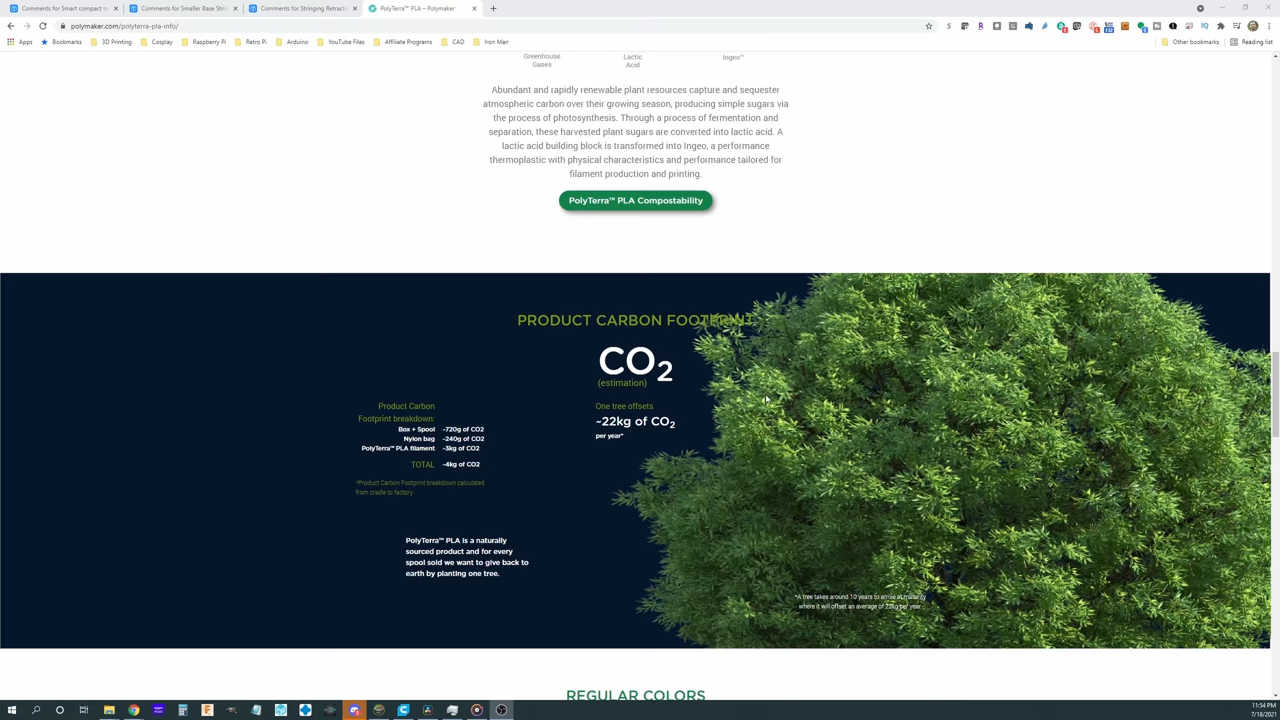 Comments for Smart compact to
Comments for Smaller Base Stri
Comments for Stringing Retracti
PolyTerra™ PLA – Polymaker
polymaker.com/polyterra-pla-info/
Apps
Bookmarks
3D Printing
Cosplay
Raspberry Pi
Retro Pi
Arduino
YouTube Files
Affiliate Programs
CAD
Iron Man
Other bookmarks
Reading list
Greenhouse
Gases
Lactic
Acid
Ingeo™
Abundant and rapidly renewable plant resources capture and sequester
atmospheric carbon over their growing season, producing simple sugars via
the process of photosynthesis. Through a process of fermentation and
separation, these harvested plant sugars are converted into lactic acid. A
lactic acid building block is transformed into Ingeo, a performance
thermoplastic with physical characteristics and performance tailored for
filament production and printing.
PolyTerra™ PLA Compostability
PRODUCT CARBON FOOTPRINT
CO2
(estimation)
Product Carbon
Footprint breakdown:
Box + Spool ~720g of CO2
Nylon bag ~240g of CO2
PolyTerra™ PLA filament ~3kg of CO2
TOTAL ~4kg of CO2
*Product Carbon Footprint breakdown calculated
from cradle to factory
One tree offsets
~22kg of CO2
per year*
PolyTerra™ PLA is a naturally
sourced product and for every
spool sold we want to give back to
earth by planting one tree.
*A tree takes around 10 years to arrive at maturity
where it will offset an average of 22kg per year
REGULAR COLORS
11:54 PM
7/18/2021